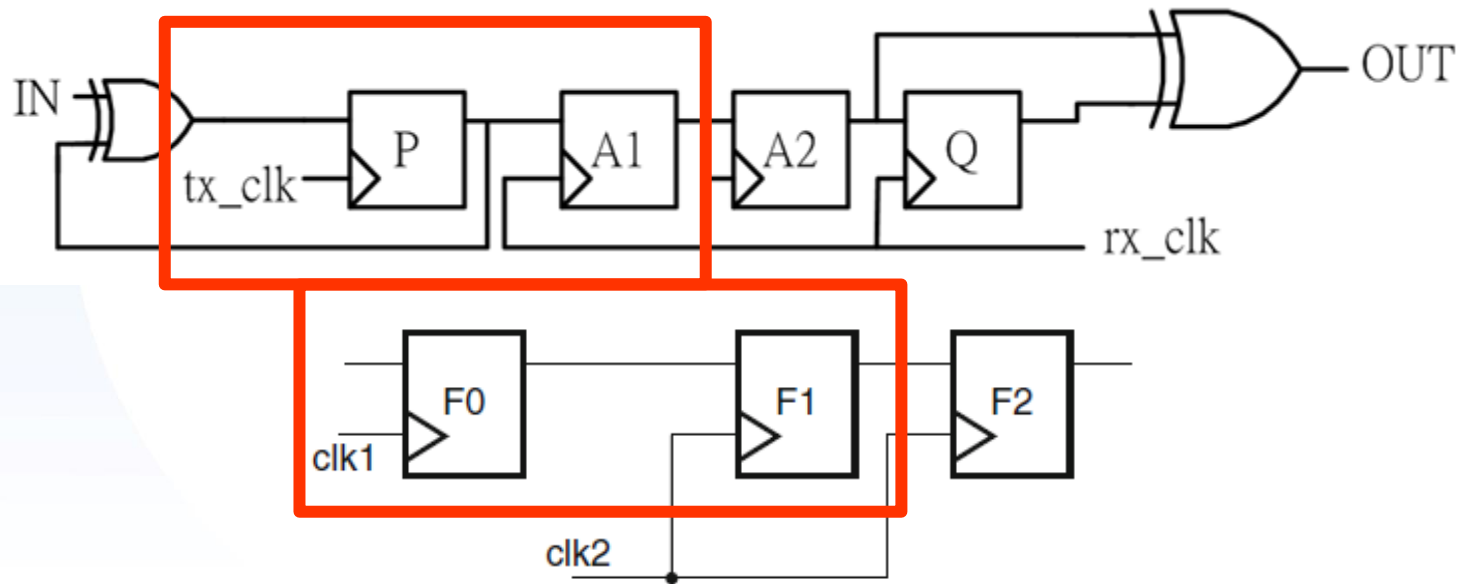 IN
OUT
P
A1
A2
Q
tx_clk
rx_clk
F0
F1
F2
clk1
clk2